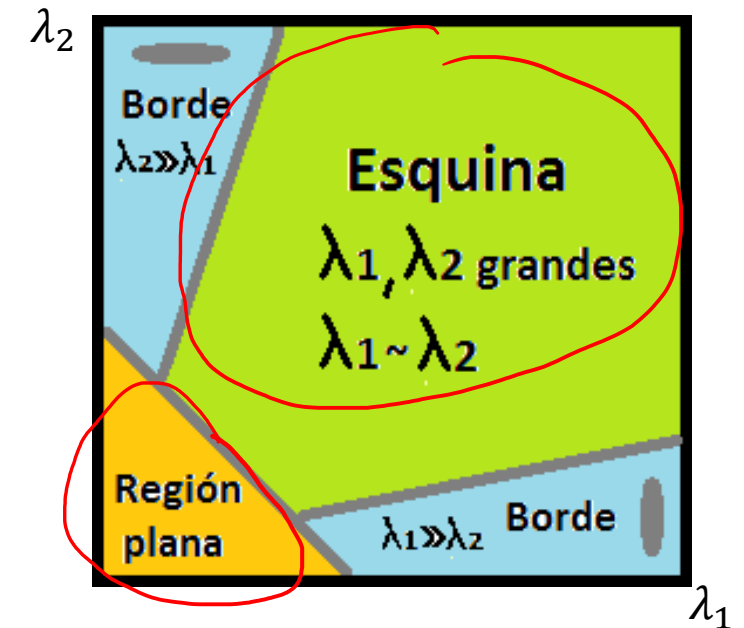 λ₂
Borde
λ2»λ1
Esquina
λ1, λ2 grandes
λ1~λ2
Región
plana
λ1»λ2
Borde
λ₁